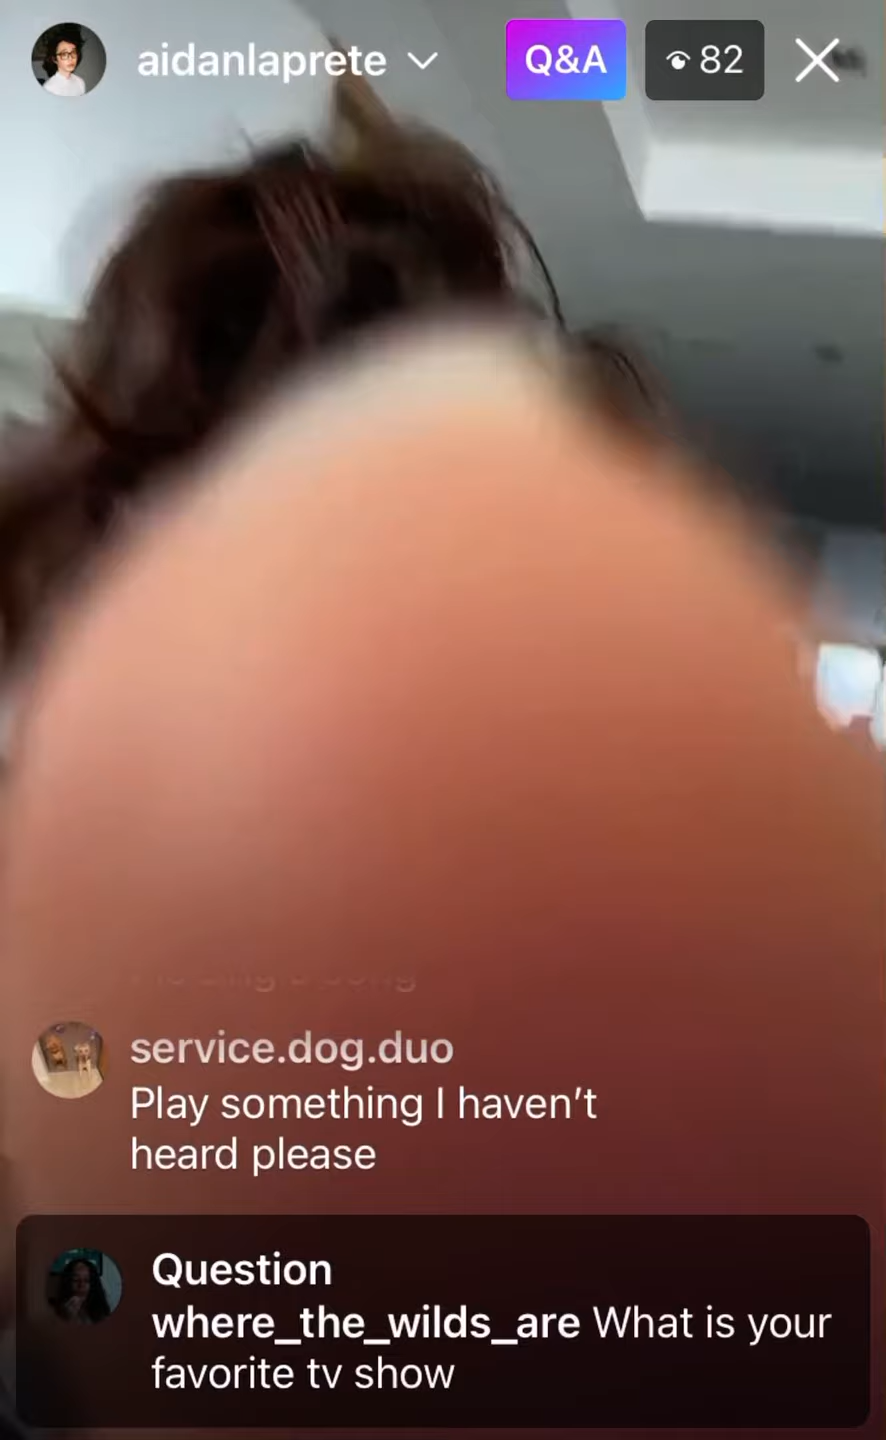 aidanlaprete
Q&A
82
service.dog.duo
Play something I haven't
heard please
Question
where_the_wilds_are What is your
favorite tv show